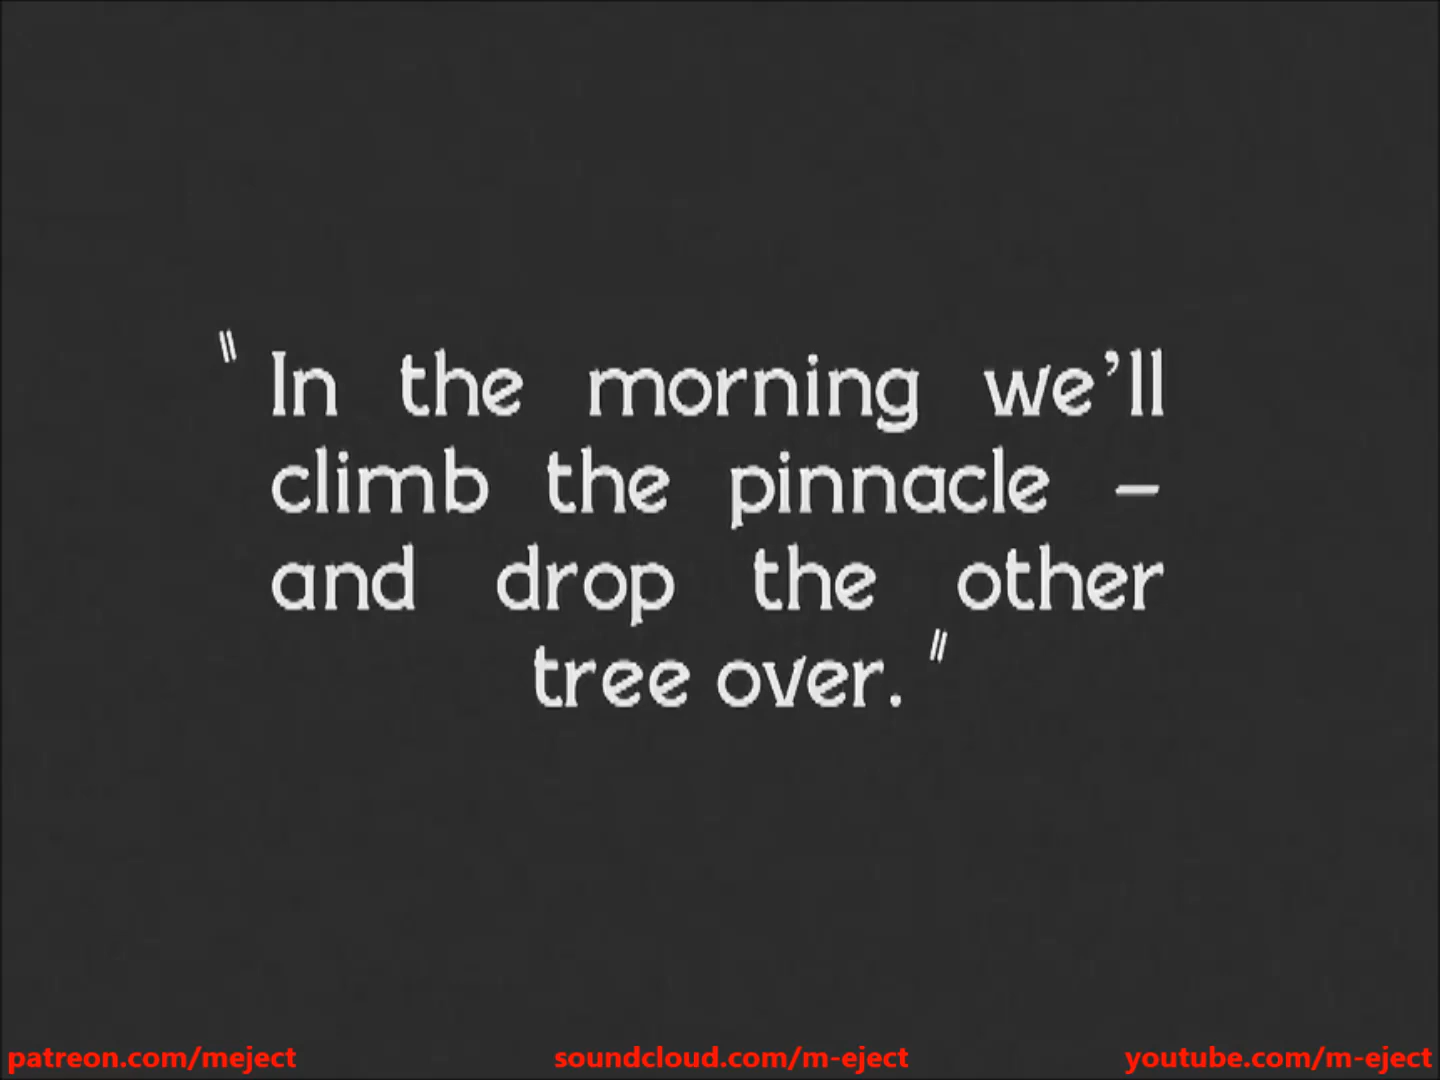 "In the morning we'll
climb the pinnacle –
and drop the other
tree over."
patreon.com/meject
soundcloud.com/m-eject
youtube.com/m-eject